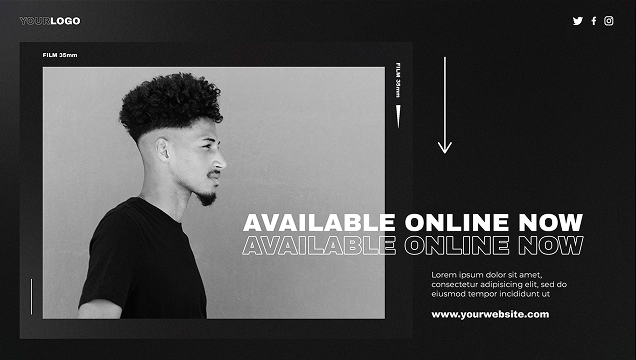 YOURLOGO
FILM 35mm
FILM 35mm
AVAILABLE ONLINE NOW
AVAILABLE ONLINE NOW
Lorem ipsum dolor sit amet,
consectetur adipisicing elit, sed do
eiusmod tempor incididunt ut
www.yourwebsite.com